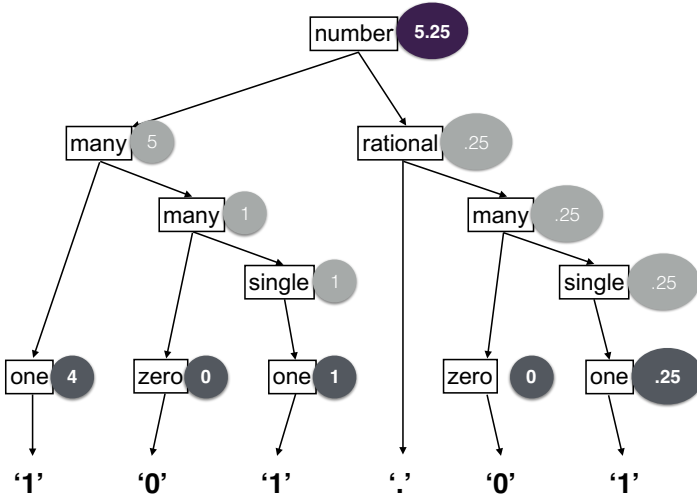 number 5.25
many 5 rational .25
many 1 many .25
single 1 single .25
one 4 zero 0 one 1 zero 0 one .25
‘1’ ‘0’ ‘1’ ‘.’ ‘0’ ‘1’